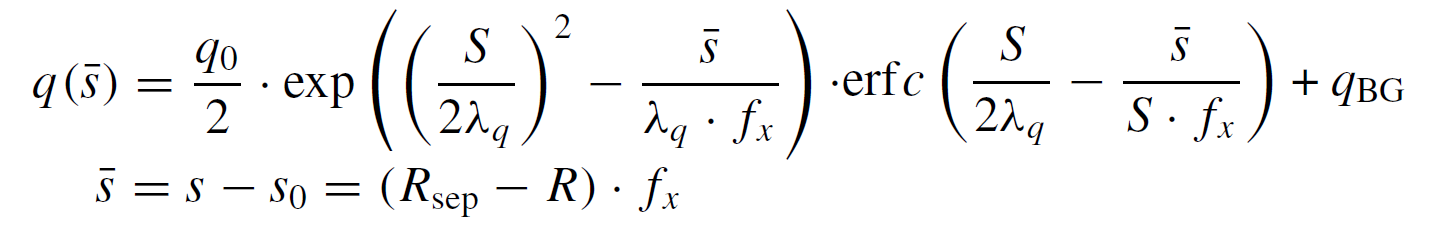 q(s̄) = q₀/2 · exp((S/2λ_q)² − s̄/(λ_q · f_x)) · erfc(S/2λ_q − s̄/(S · f_x)) + q_BG
s̄ = s − s₀ = (R_sep − R) · f_x